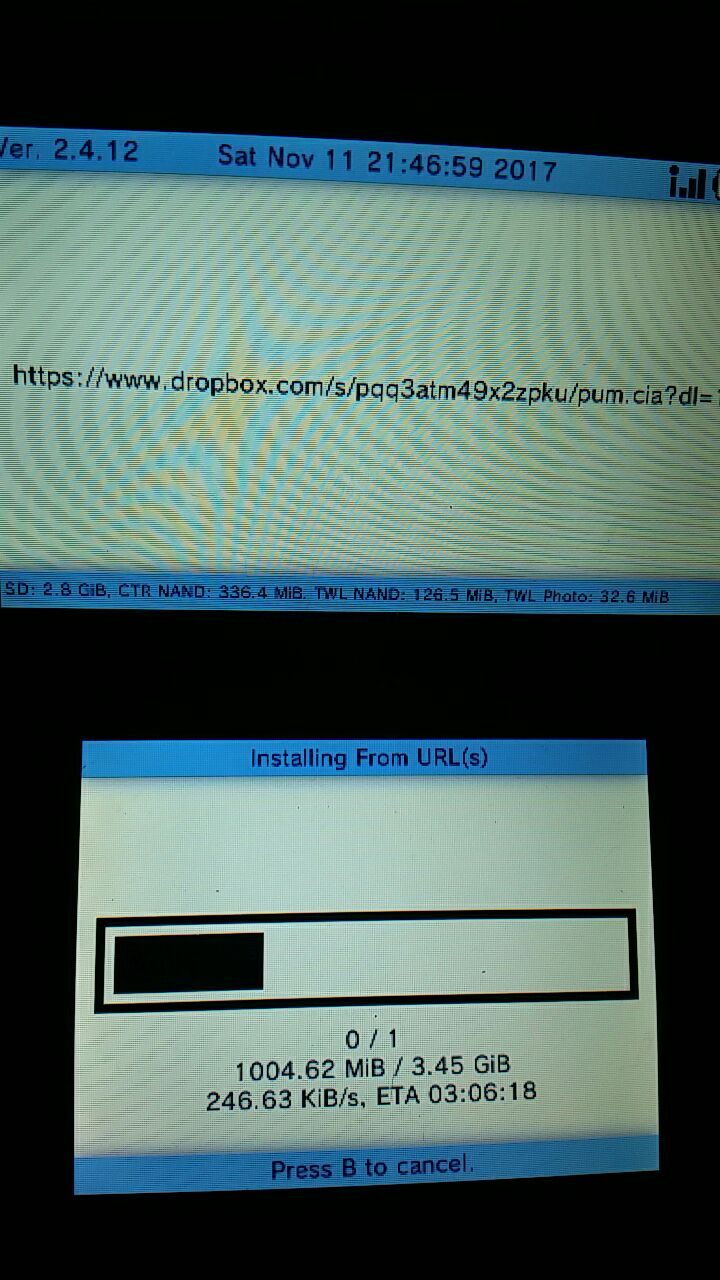 Ver. 2.4.12 Sat Nov 11 21:46:59 2017
https://www.dropbox.com/s/pqq3atm49x2zpku/pum.cia?dl=1
SD: 2.8 GiB, CTR NAND: 336.4 MiB, TWL NAND: 126.5 MiB, TWL Photo: 32.6 MiB
Installing From URL(s)
0 / 1
1004.62 MiB / 3.45 GiB
246.63 KiB/s, ETA 03:06:18
Press B to cancel.